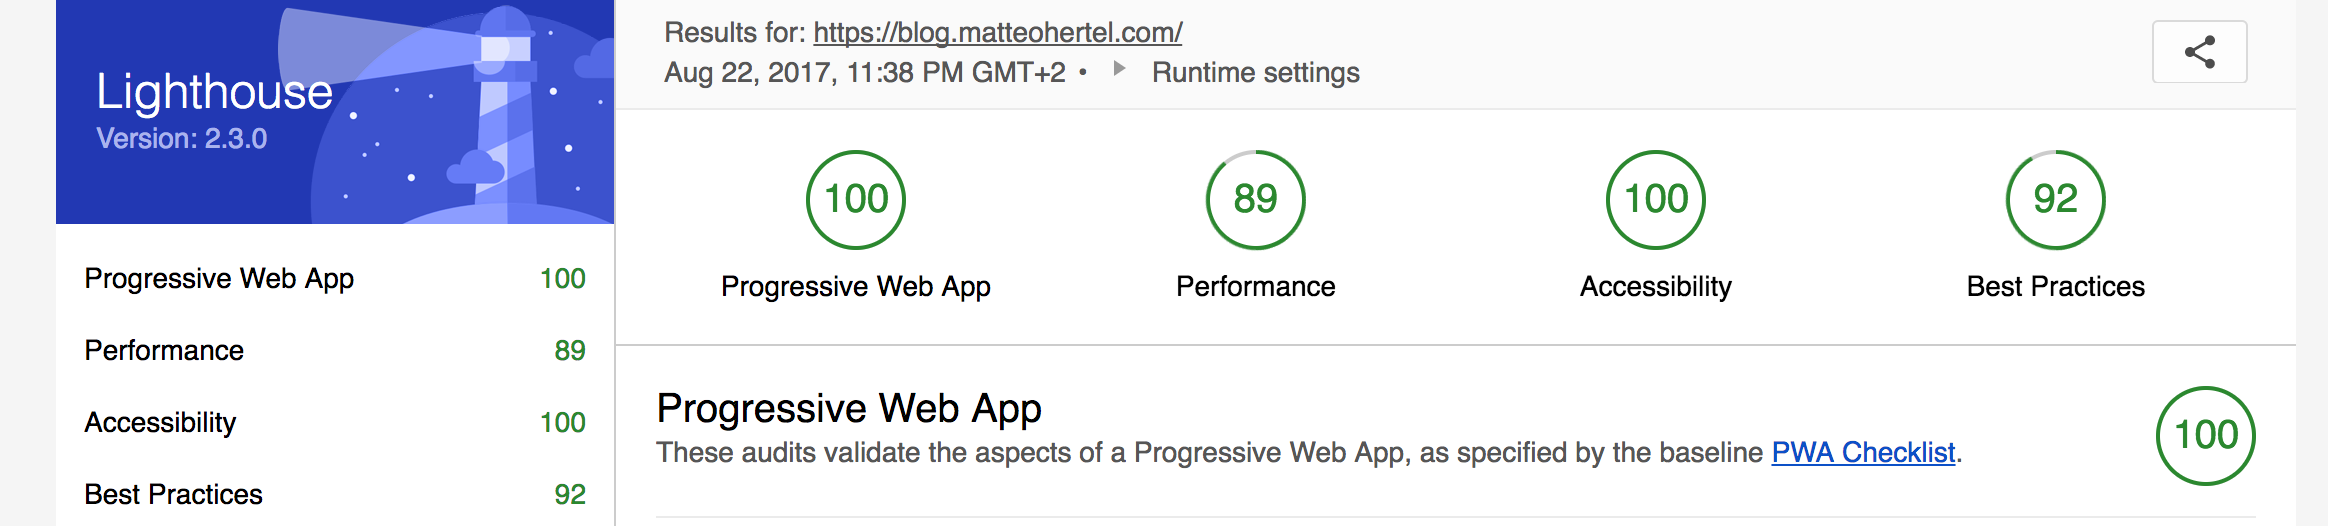 Lighthouse
Version: 2.3.0
Progressive Web App 100
Performance 89
Accessibility 100
Best Practices 92
Results for: https://blog.matteohertel.com/
Aug 22, 2017, 11:38 PM GMT+2 • Runtime settings
100 89 100 92
Progressive Web App Performance Accessibility Best Practices
Progressive Web App
These audits validate the aspects of a Progressive Web App, as specified by the baseline PWA Checklist.
100